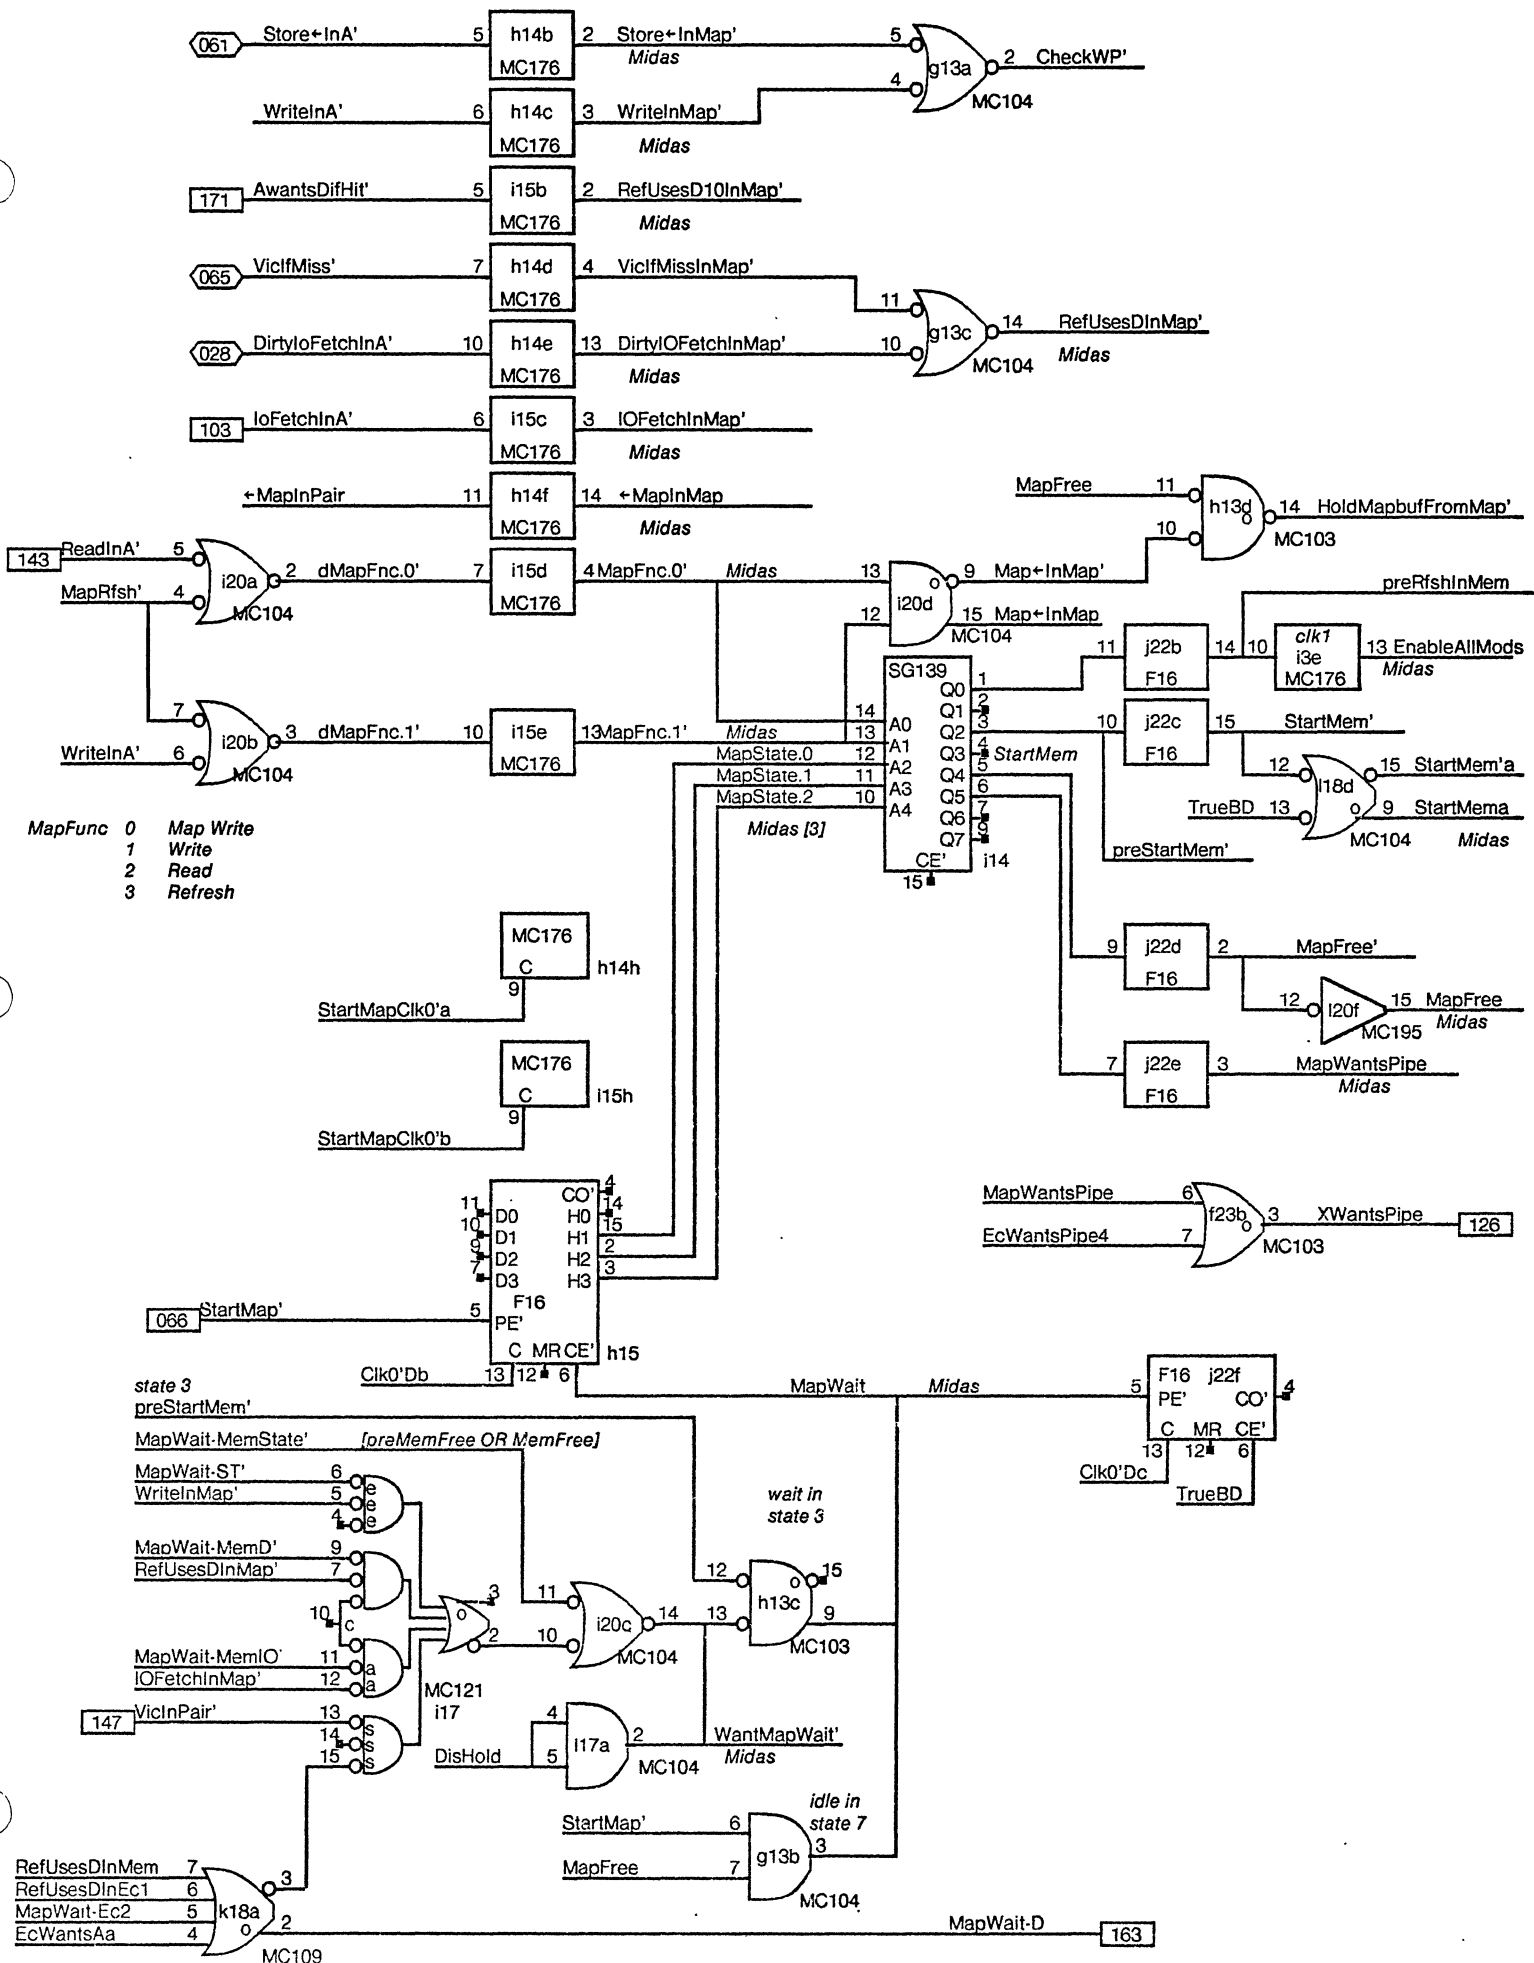 061 Store←InA' 5 h14b MC176 2 Store←InMap' Midas
5 4 g13a 2 CheckWP' MC104
WriteInA' 6 h14c MC176 3 WriteInMap' Midas
171 AwantsDifHit' 5 i15b MC176 2 RefUsesD10InMap' Midas
065 VicIfMiss' 7 h14d MC176 4 VicIfMissInMap'
11 10 g13c 14 RefUsesDInMap' Midas MC104
028 DirtyIoFetchInA' 10 h14e MC176 13 DirtyIOFetchInMap' Midas
103 IoFetchInA' 6 i15c MC176 3 IOFetchInMap' Midas
←MapInPair 11 h14f MC176 14 ←MapInMap Midas
MapFree 11 10 h13d 14 HoldMapbufFromMap' MC103
143 ReadInA' 5 MapRfsh' 4 i20a 2 MC104 dMapFnc.0' 7 i15d MC176 4 MapFnc.0' Midas
13 12 i20d 9 Map←InMap' 15 Map←InMap MC104
7 WriteInA' 6 i20b 3 MC104 dMapFnc.1' 10 i15e MC176 13 MapFnc.1' Midas
MapState.0
MapState.1
MapState.2
Midas [3]
SG139
14 A0 13 A1 12 A2 11 A3 10 A4
Q0 1 Q1 2 Q2 3 Q3 4 Q4 5 Q5 6 Q6 7 Q7 9
CE' 15 i14
StartMem
preRfshInMem
11 j22b F16 14 10 clk1 i3e MC176 13 EnableAllMods Midas
10 j22c F16 15 StartMem'
12 TrueBD 13 l18d 15 StartMem'a 9 StartMema MC104 Midas
preStartMem'
MapFunc 0 Map Write
1 Write
2 Read
3 Refresh
9 j22d F16 2 MapFree'
12 l20f 15 MapFree MC195 Midas
7 j22e F16 3 MapWantsPipe Midas
MC176 C 9 h14h
StartMapClk0'a
MC176 C 9 i15h
StartMapClk0'b
MapWantsPipe 6 EcWantsPipe4 7 f23b 3 XWantsPipe 126 MC103
11 D0 10 D1 9 D2 7 D3
CO' 4 H0 14 H1 15 H2 2 H3 3
F16
066 StartMap' 5 PE'
C MR CE' h15
Clk0'Db 13 12 6
MapWait Midas
5 F16 j22f PE' CO' 4 C MR CE' 13 12 6
Clk0'Dc
TrueBD
state 3
preStartMem'
MapWait-MemState' [preMemFree OR MemFree]
MapWait-ST' 6 e
WriteInMap' 5 e
4 e
MapWait-MemD' 9
RefUsesDInMap' 7
10 c
MapWait-MemIO' 11 a
IOFetchInMap' 12 a
147 VicInPair' 13 s
14 s
15 s
3 2 MC121 i17
11 10 i20c 14 MC104
wait in
state 3
12 13 h13c 15 9 MC103
DisHold 4 5 l17a 2 MC104 WantMapWait' Midas
idle in
state 7
StartMap' 6 MapFree 7 g13b 3 MC104
RefUsesDInMem 7
RefUsesDInEc1 6
MapWait-Ec2 5
EcWantsAa 4
k18a 3 2 MC109
MapWait-D 163